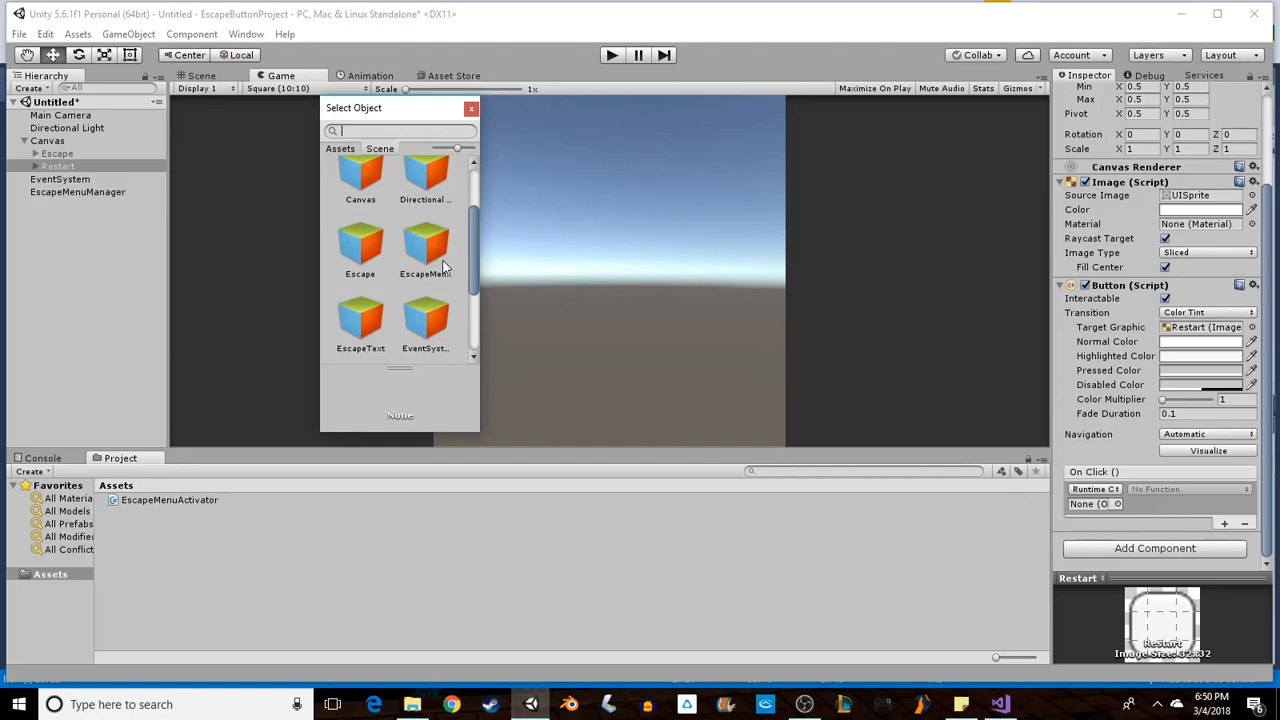 Unity 5.6.1f1 Personal (64bit) - Untitled - EscapeButtonProject - PC, Mac & Linux Standalone* <DX11>
File Edit Assets GameObject Component Window Help
Center Local Collab Account Layers Layout
Hierarchy Scene Game Animation Asset Store Inspector Debug Services
Create All Display 1 Square (10:10) Scale 1x Maximize On Play Mute Audio Stats Gizmos
Untitled*
Main Camera
Directional Light
Canvas
Escape
Restart
EventSystem
EscapeMenuManager
Select Object
Assets Scene
Canvas Directional ...
Escape EscapeMen...
EscapeText EventSyst...
None
Min X 0.5 Y 0.5
Max X 0.5 Y 0.5
Pivot X 0.5 Y 0.5
Rotation X 0 Y 0 Z 0
Scale X 1 Y 1 Z 1
Canvas Renderer
Image (Script)
Source Image UISprite
Color
Material None (Material)
Raycast Target
Image Type Sliced
Fill Center
Button (Script)
Interactable
Transition Color Tint
Target Graphic Restart (Image
Normal Color
Highlighted Color
Pressed Color
Disabled Color
Color Multiplier 1
Fade Duration 0.1
Navigation Automatic
Visualize
On Click ()
Runtime C No Function
None (O
+ −
Add Component
Restart
Restart
Image Size: 32x32
Console Project
Create
Favorites
All Materia
All Models
All Prefabs
All Modifie
All Conflict
Assets
Assets
EscapeMenuActivator
Type here to search
6:50 PM
3/4/2018